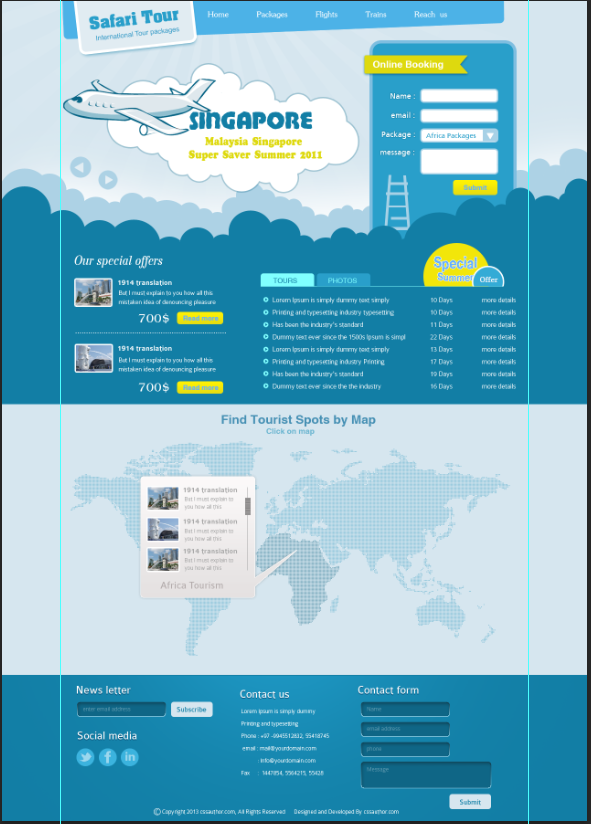 Safari Tour
International Tour packages
Home Packages Flights Trains Reach us
Online Booking
Name :
email :
Package : Africa Packages
message :
Submit
SINGAPORE
Malaysia Singapore
Super Saver Summer 2011
Our special offers
1914 translation
But I must explain to you how all this
mistaken idea of denouncing pleasure
700$ Read more
1914 translation
But I must explain to you how all this
mistaken idea of denouncing pleasure
700$ Read more
Special
Summer Offer
TOURS PHOTOS
Lorem Ipsum is simply dummy text simply 10 Days more details
Printing and typesetting industry typesetting 10 Days more details
Has been the industry's standard 11 Days more details
Dummy text ever since the 1500s Ipsum is simpl 22 Days more details
Lorem Ipsum is simply dummy text simply 13 Days more details
Printing and typesetting industry Printing 17 Days more details
Has been the industry's standard 19 Days more details
Dummy text ever since the the industry 16 Days more details
Find Tourist Spots by Map
Click on map
1914 translation
But I must explain to
you how all this
1914 translation
But I must explain to
you how all this
1914 translation
But I must explain to
you how all this
Africa Tourism
News letter
enter email address Subscribe
Social media
Contact us
Lorem Ipsum is simply dummy
Printing and typesetting
Phone : +97 -9945512832, 55418745
email : mail@yourdomain.com
: info@yourdomain.com
Fax : 1447854, 5564215, 55428
Contact form
Name
email address
phone
Message
Submit
© Copyright 2013 cssauthor.com, All Rights Reserved Designed and Developed By cssauthor.com